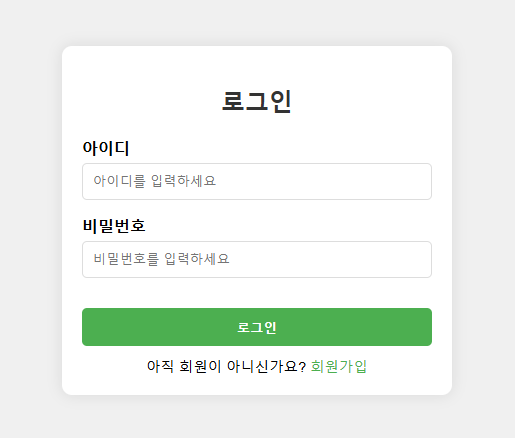 로그인
아이디
아이디를 입력하세요
비밀번호
비밀번호를 입력하세요
로그인
아직 회원이 아니신가요? 회원가입